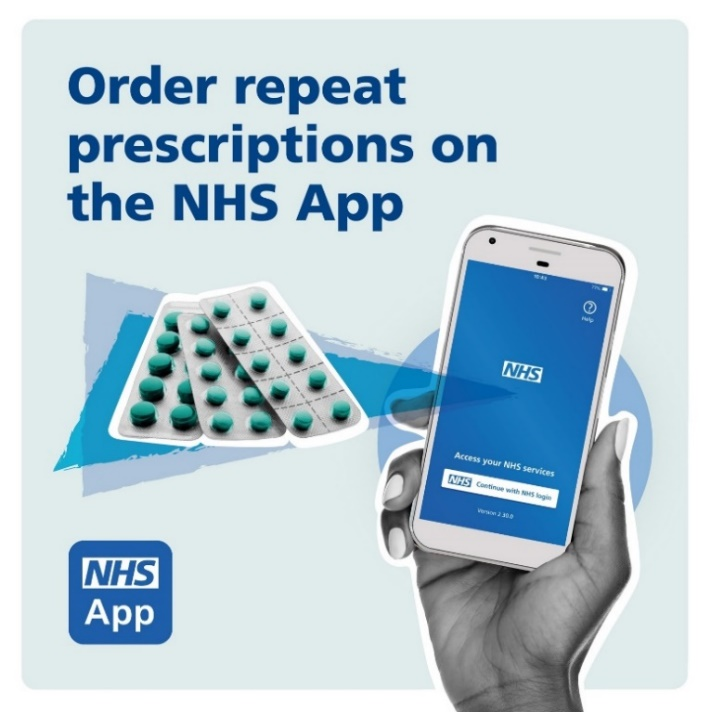 Order repeat
prescriptions on
the NHS App
Help
NHS
Access your NHS services
NHS Continue with NHS login
Version 2.30.0
NHS
App